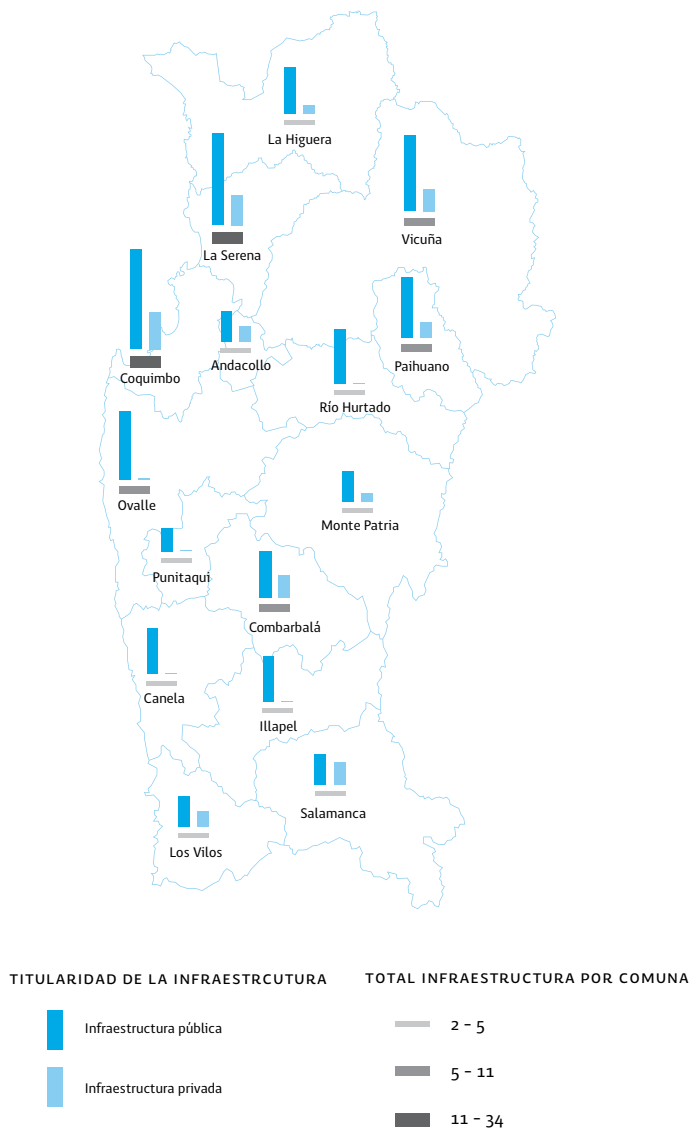 La Higuera
Vicuña
La Serena
Andacollo
Paihuano
Coquimbo
Río Hurtado
Ovalle
Monte Patria
Punitaqui
Combarbalá
Canela
Illapel
Salamanca
Los Vilos
TITULARIDAD DE LA INFRAESTRCUTURA
Infraestructura pública
Infraestructura privada
TOTAL INFRAESTRUCTURA POR COMUNA
2 - 5
5 - 11
11 - 34